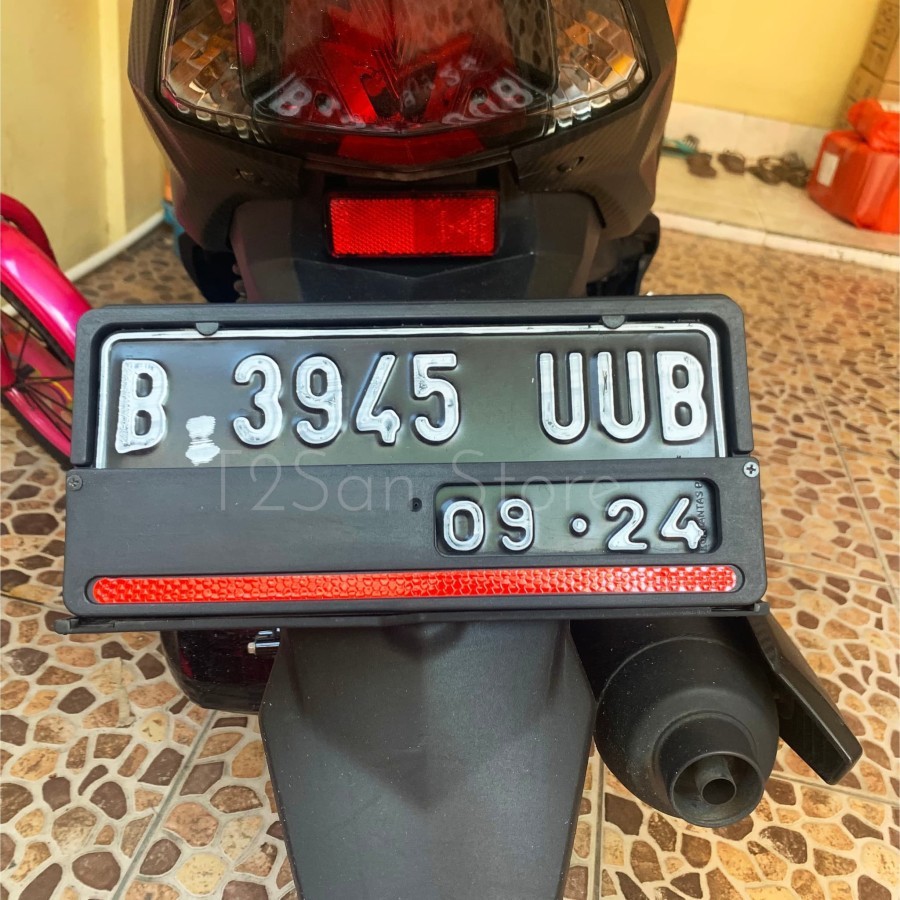 B 3945 UUB
T2San Store
09 • 24